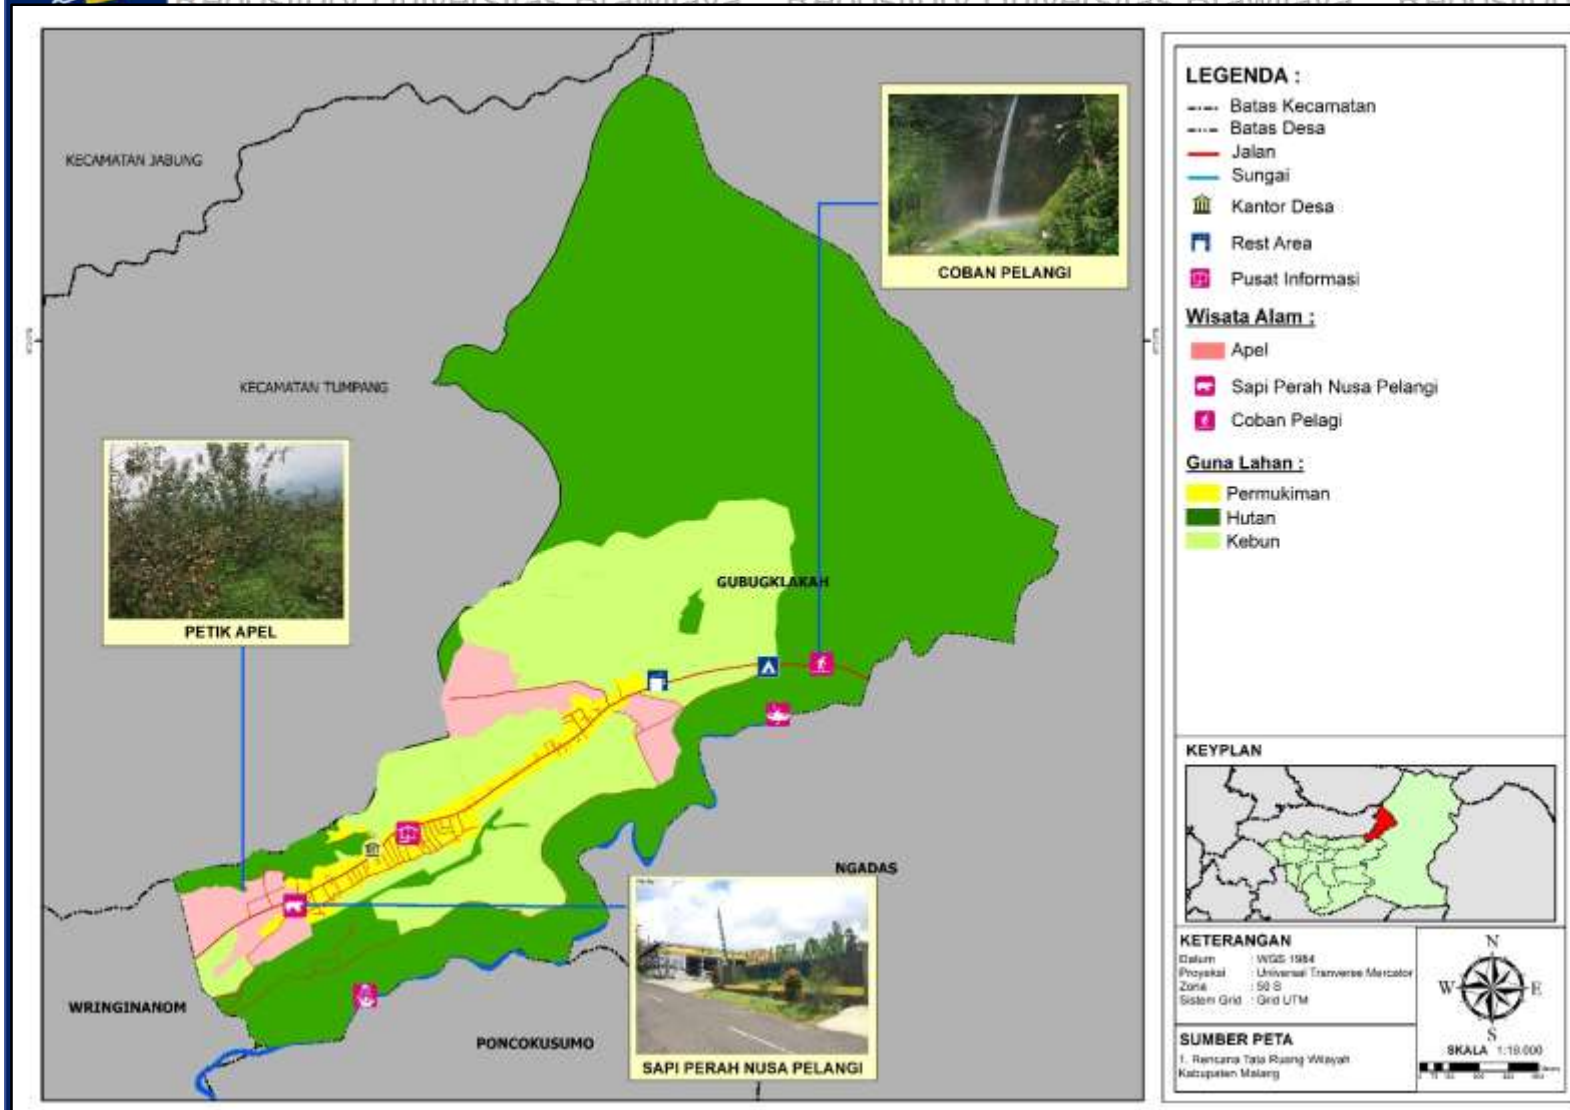 KECAMATAN JABUNG
COBAN PELANGI
KECAMATAN TUMPANG
PETIK APEL
GUBUGKLAKAH
NGADAS
WRINGINANOM
PONCOKUSUMO
SAPI PERAH NUSA PELANGI
LEGENDA :
Batas Kecamatan
Batas Desa
Jalan
Sungai
Kantor Desa
Rest Area
Pusat Informasi
Wisata Alam :
Apel
Sapi Perah Nusa Pelangi
Coban Pelagi
Guna Lahan :
Permukiman
Hutan
Kebun
KEYPLAN
KETERANGAN
Datum : WGS 1984
Proyeksi : Universal Tranverse Mercator
Zona : 50 S
Sistem Grid : Grid UTM
N
W E
S
SUMBER PETA
1. Rencana Tata Ruang Wilayah
Kabupaten Malang
SKALA